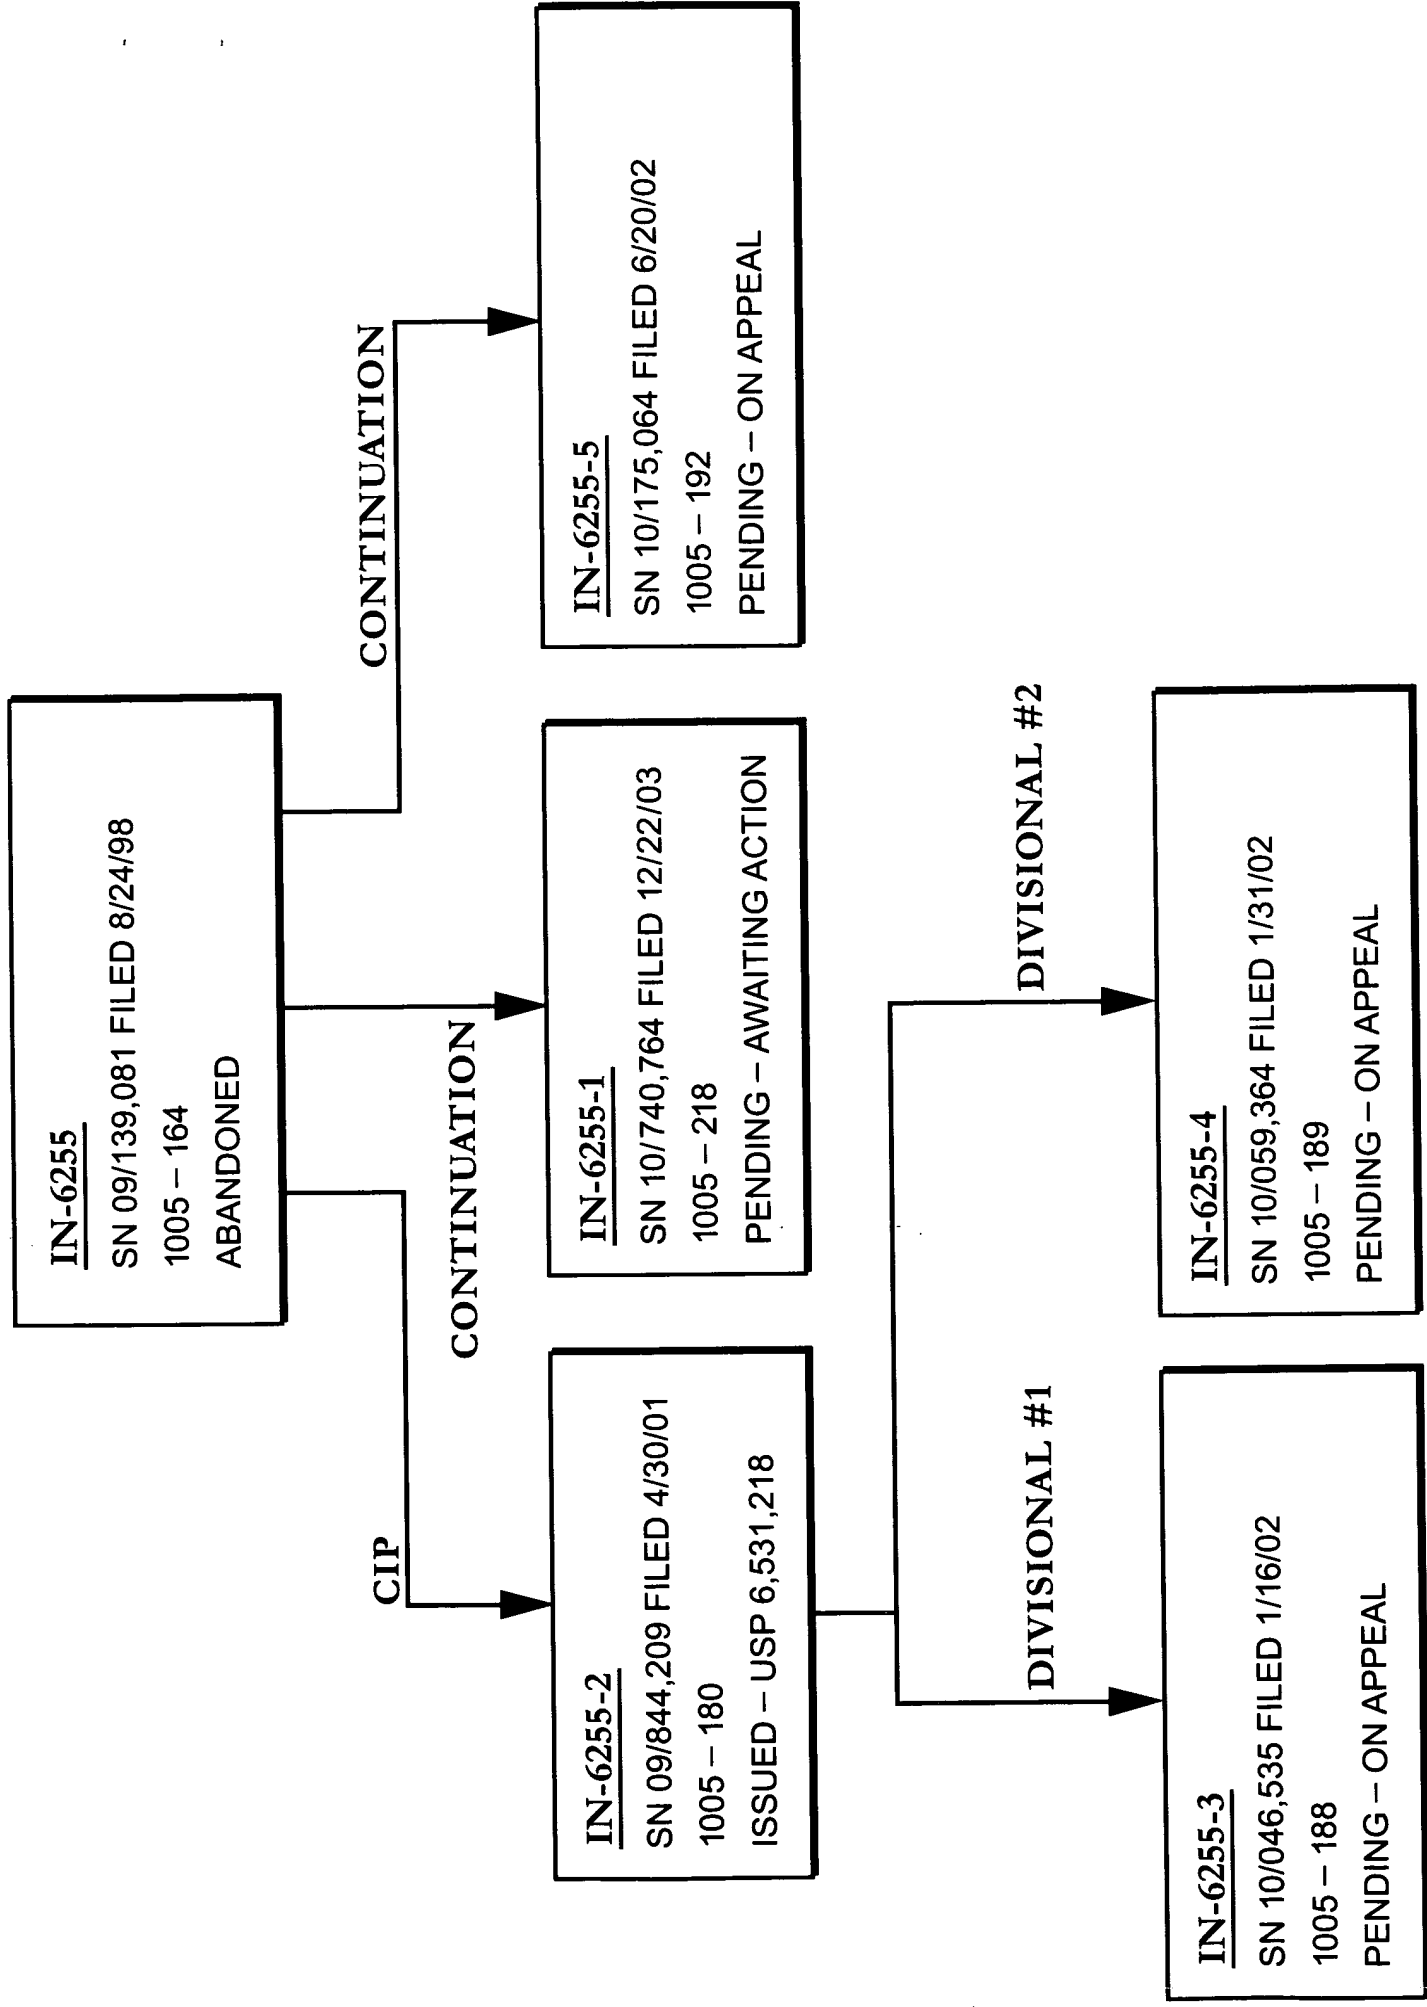 IN-6255
SN 09/139,081 FILED 8/24/98
1005 – 164
ABANDONED
CIP
CONTINUATION
CONTINUATION
IN-6255-2
SN 09/844,209 FILED 4/30/01
1005 – 180
ISSUED – USP 6,531,218
IN-6255-1
SN 10/740,764 FILED 12/22/03
1005 – 218
PENDING – AWAITING ACTION
IN-6255-5
SN 10/175,064 FILED 6/20/02
1005 – 192
PENDING – ON APPEAL
DIVISIONAL #1
DIVISIONAL #2
IN-6255-3
SN 10/046,535 FILED 1/16/02
1005 – 188
PENDING – ON APPEAL
IN-6255-4
SN 10/059,364 FILED 1/31/02
1005 – 189
PENDING – ON APPEAL